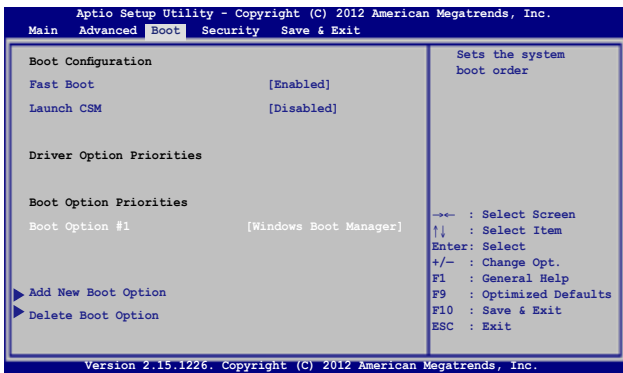 Aptio Setup Utility - Copyright (C) 2012 American Megatrends, Inc.
Main Advanced Boot Security Save & Exit
Boot Configuration
Fast Boot [Enabled]
Launch CSM [Disabled]
Driver Option Priorities
Boot Option Priorities
Boot Option #1 [Windows Boot Manager]
Add New Boot Option
Delete Boot Option
Sets the system
boot order
→← : Select Screen
↑↓ : Select Item
Enter: Select
+/— : Change Opt.
F1 : General Help
F9 : Optimized Defaults
F10 : Save & Exit
ESC : Exit
Version 2.15.1226. Copyright (C) 2012 American Megatrends, Inc.